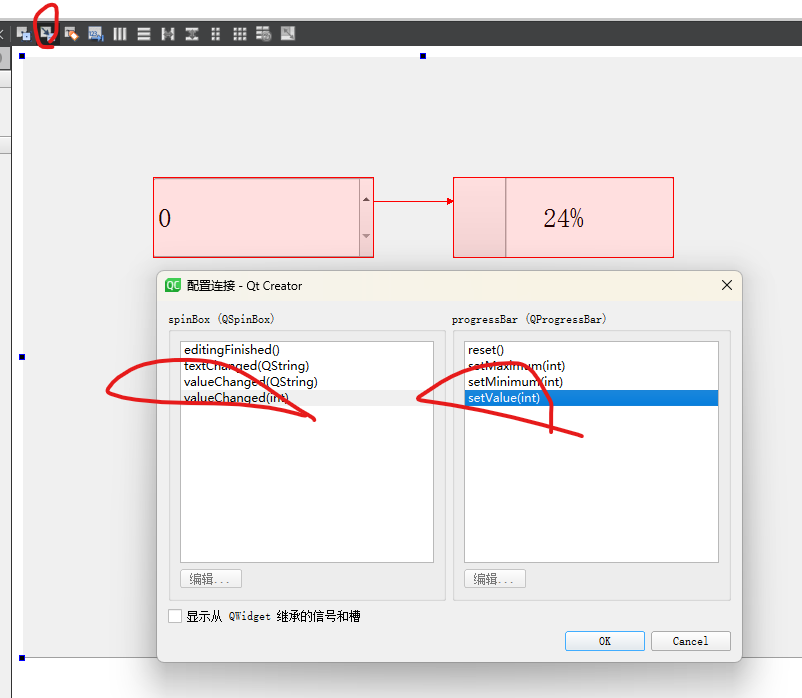 0
24%
QC 配置连接 - Qt Creator
spinBox (QSpinBox)
progressBar (QProgressBar)
editingFinished()
textChanged(QString)
valueChanged(QString)
valueChanged(int)
reset()
setMaximum(int)
setMinimum(int)
setValue(int)
编辑...
编辑...
显示从 QWidget 继承的信号和槽
OK
Cancel